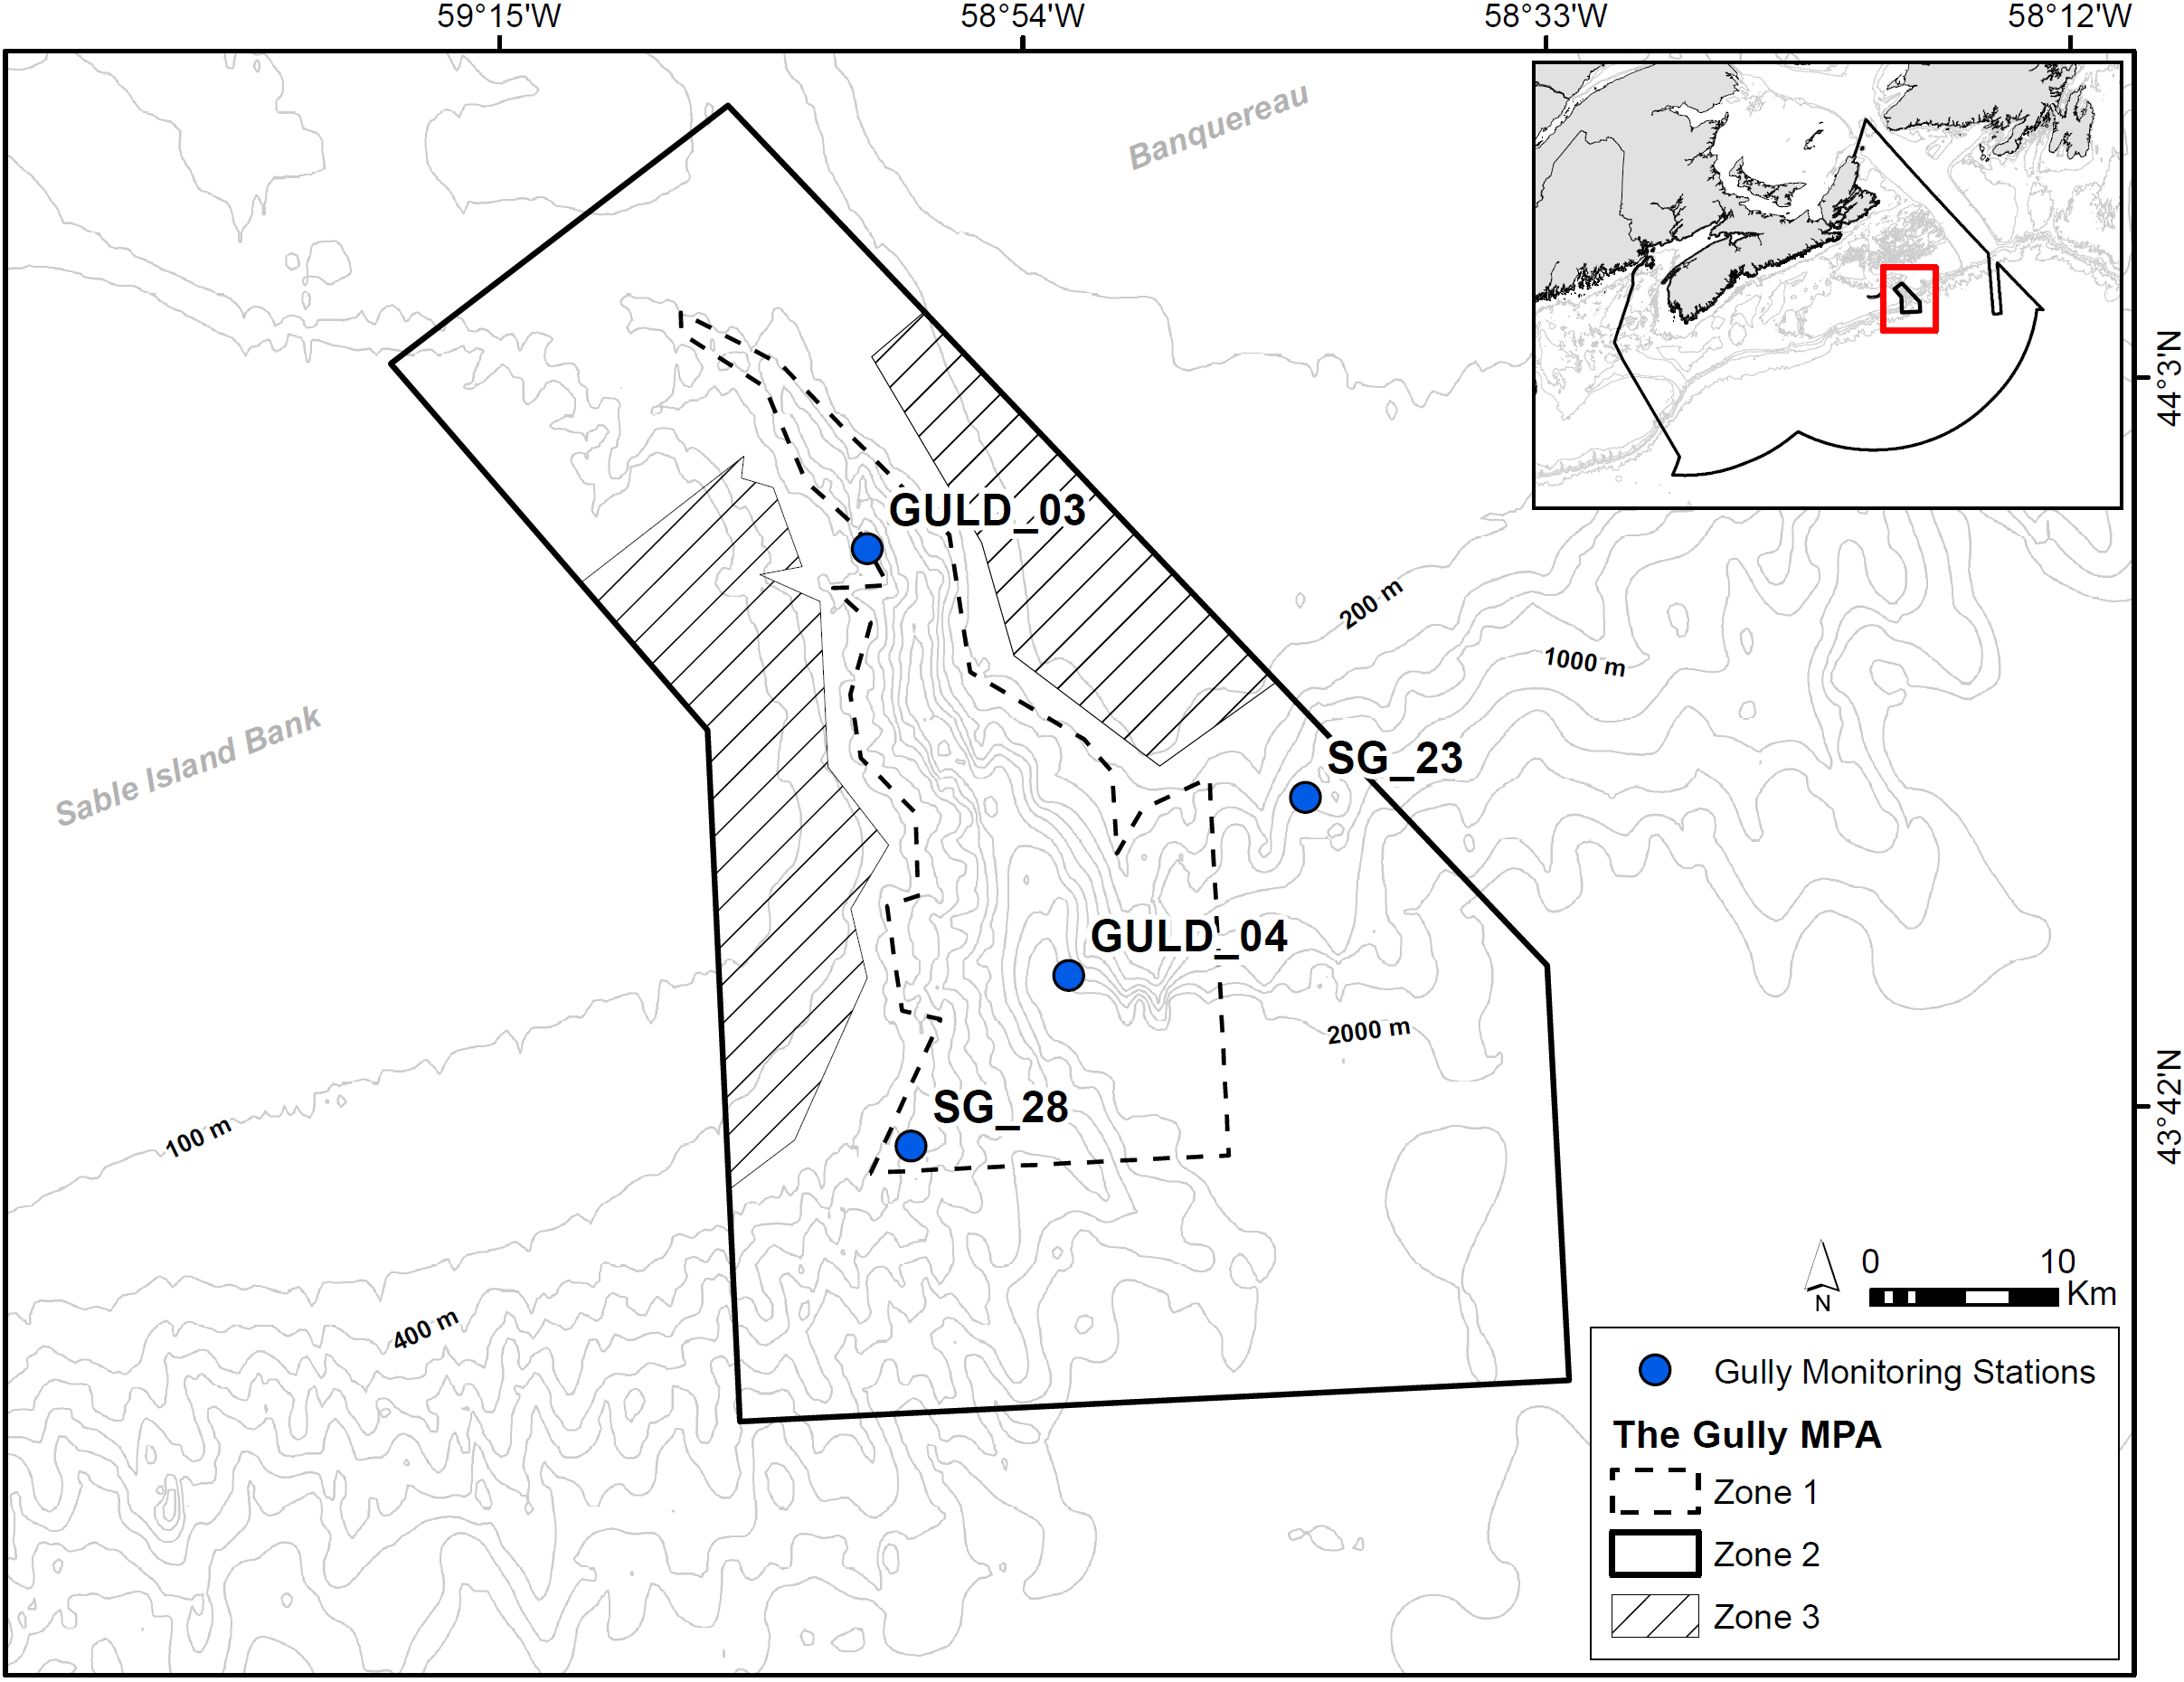 59°15'W
58°54'W
58°33'W
58°12'W
Banquereau
44°3'N
GULD_03
200 m
1000 m
Sable Island Bank
SG_23
GULD_04
2000 m
43°42'N
SG_28
100 m
400 m
0 10
Km
N
Gully Monitoring Stations
The Gully MPA
Zone 1
Zone 2
Zone 3